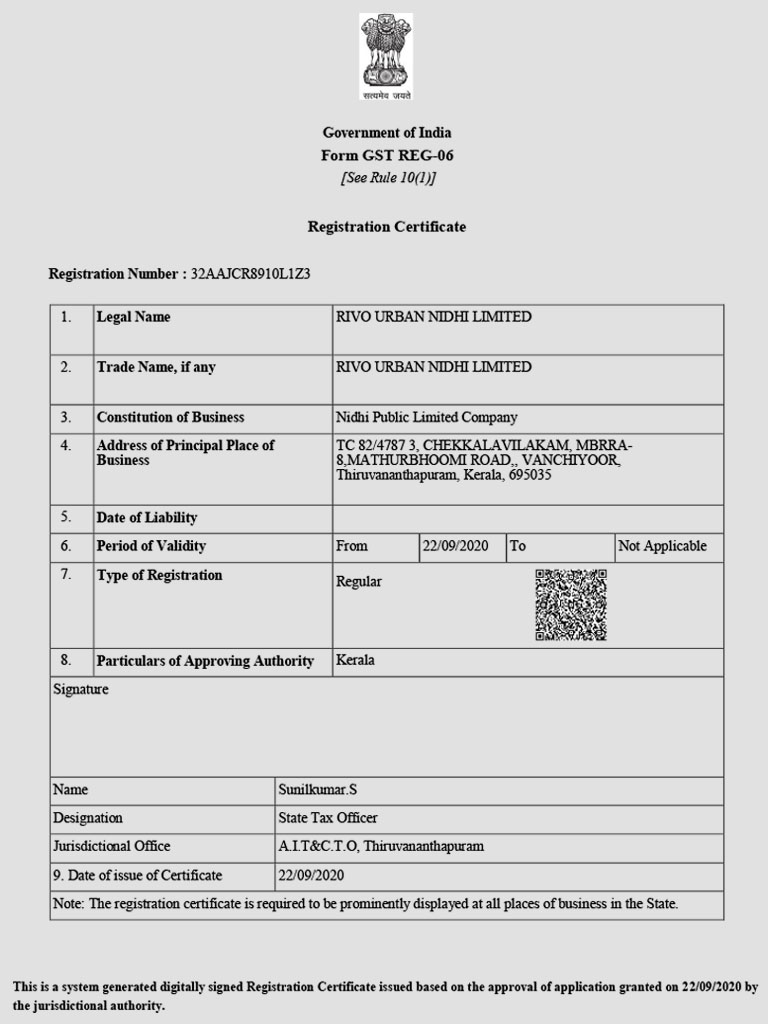 सत्यमेव जयते
Government of India
Form GST REG-06
[See Rule 10(1)]
Registration Certificate
Registration Number : 32AAJCR8910L1Z3
1. Legal Name RIVO URBAN NIDHI LIMITED
2. Trade Name, if any RIVO URBAN NIDHI LIMITED
3. Constitution of Business Nidhi Public Limited Company
4. Address of Principal Place of Business TC 82/4787 3, CHEKKALAVILAKAM, MBRRA-
8,MATHURBHOOMI ROAD,, VANCHIYOOR,
Thiruvananthapuram, Kerala, 695035
5. Date of Liability
6. Period of Validity From 22/09/2020 To Not Applicable
7. Type of Registration Regular
8. Particulars of Approving Authority Kerala
Signature
Name Sunilkumar.S
Designation State Tax Officer
Jurisdictional Office A.I.T&C.T.O, Thiruvananthapuram
9. Date of issue of Certificate 22/09/2020
Note: The registration certificate is required to be prominently displayed at all places of business in the State.
This is a system generated digitally signed Registration Certificate issued based on the approval of application granted on 22/09/2020 by
the jurisdictional authority.